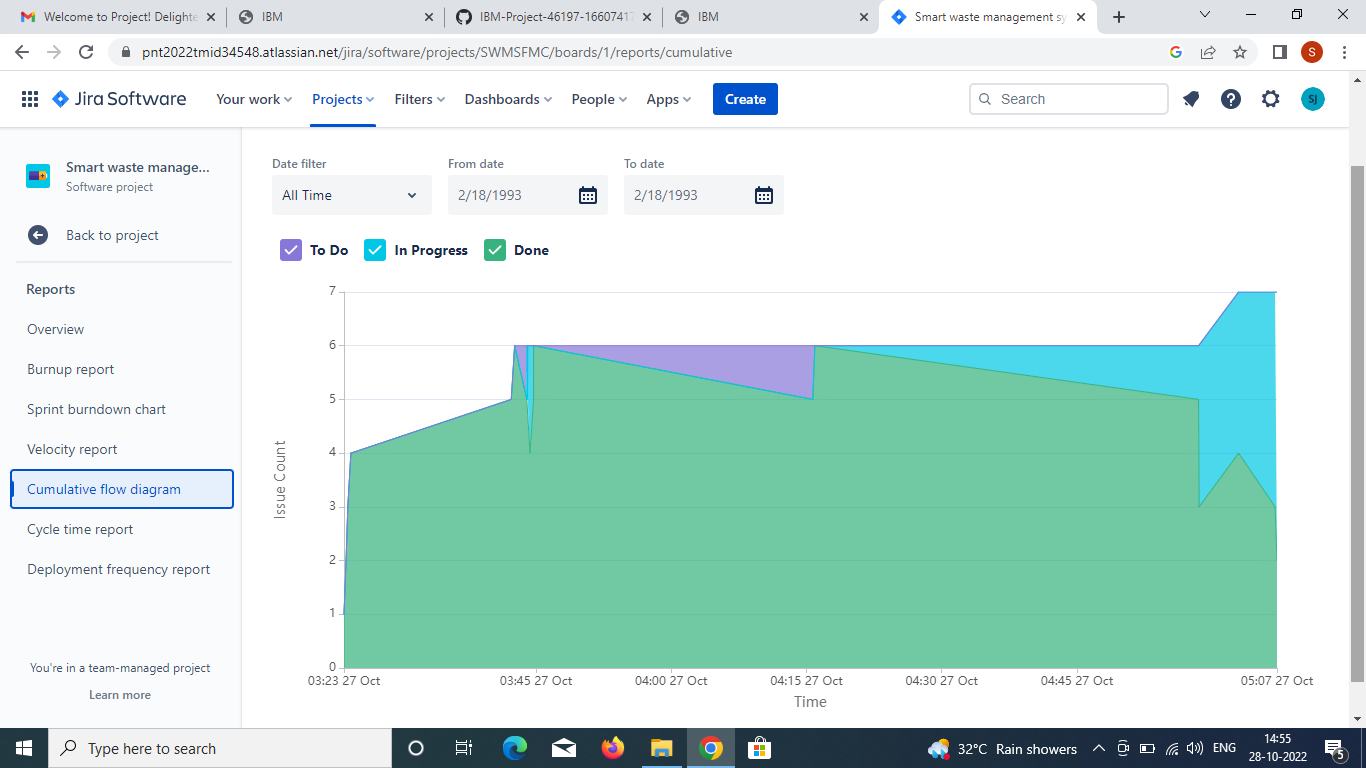 Welcome to Project! Delighte
IBM
IBM-Project-46197-16607417
IBM
Smart waste management sy
pnt2022tmid34548.atlassian.net/jira/software/projects/SWMSFMC/boards/1/reports/cumulative
S
Jira Software
Your work
Projects
Filters
Dashboards
People
Apps
Create
Search
SJ
Smart waste manage...
Software project
Back to project
Reports
Overview
Burnup report
Sprint burndown chart
Velocity report
Cumulative flow diagram
Cycle time report
Deployment frequency report
You're in a team-managed project
Learn more
Date filter
From date
To date
All Time
2/18/1993
2/18/1993
To Do
In Progress
Done
7
6
5
4
3
2
1
0
Issue Count
03:23 27 Oct
03:45 27 Oct
04:00 27 Oct
04:15 27 Oct
04:30 27 Oct
04:45 27 Oct
05:07 27 Oct
Time
Type here to search
32°C Rain showers
ENG
14:55
28-10-2022
5